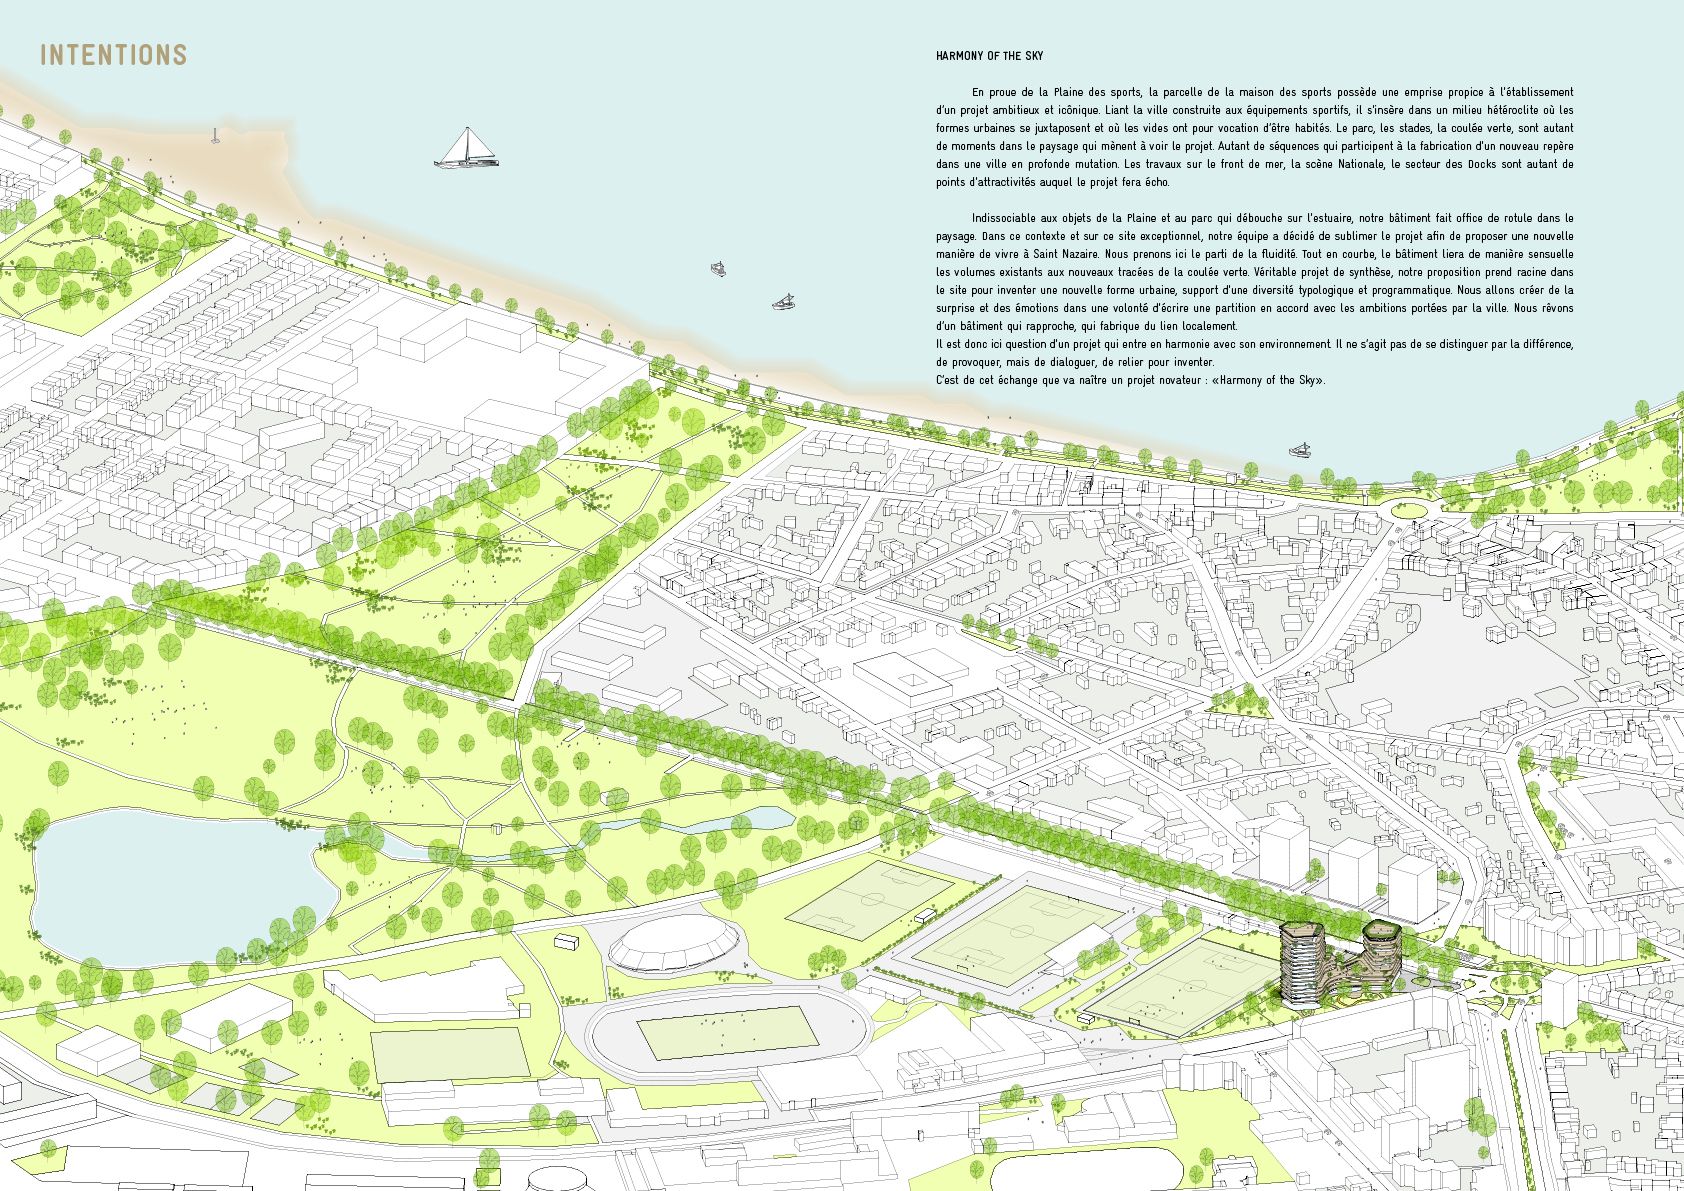 INTENTIONS
HARMONY OF THE SKY
En proue de la Plaine des sports, la parcelle de la maison des sports possède une emprise propice à l'établissement
d'un projet ambitieux et icônique. Liant la ville construite aux équipements sportifs, il s'insère dans un milieu hétéroclite où les
formes urbaines se juxtaposent et où les vides ont pour vocation d'être habités. Le parc, les stades, la coulée verte, sont autant
de moments dans le paysage qui mènent à voir le projet. Autant de séquences qui participent à la fabrication d'un nouveau repère
dans une ville en profonde mutation. Les travaux sur le front de mer, la scène Nationale, le secteur des Docks sont autant de
points d'attractivités auquel le projet fera écho.
Indissociable aux objets de la Plaine et au parc qui débouche sur l'estuaire, notre bâtiment fait office de rotule dans le
paysage. Dans ce contexte et sur ce site exceptionnel, notre équipe a décidé de sublimer le projet afin de proposer une nouvelle
manière de vivre à Saint Nazaire. Nous prenons ici le parti de la fluidité. Tout en courbe, le bâtiment liera de manière sensuelle
les volumes existants aux nouveaux tracées de la coulée verte. Véritable projet de synthèse, notre proposition prend racine dans
le site pour inventer une nouvelle forme urbaine, support d'une diversité typologique et programmatique. Nous allons créer de la
surprise et des émotions dans une volonté d'écrire une partition en accord avec les ambitions portées par la ville. Nous rêvons
d'un bâtiment qui rapproche, qui fabrique du lien localement.
Il est donc ici question d'un projet qui entre en harmonie avec son environnement. Il ne s'agit pas de se distinguer par la différence,
de provoquer, mais de dialoguer, de relier pour inventer.
C'est de cet échange que va naître un projet novateur : «Harmony of the Sky».